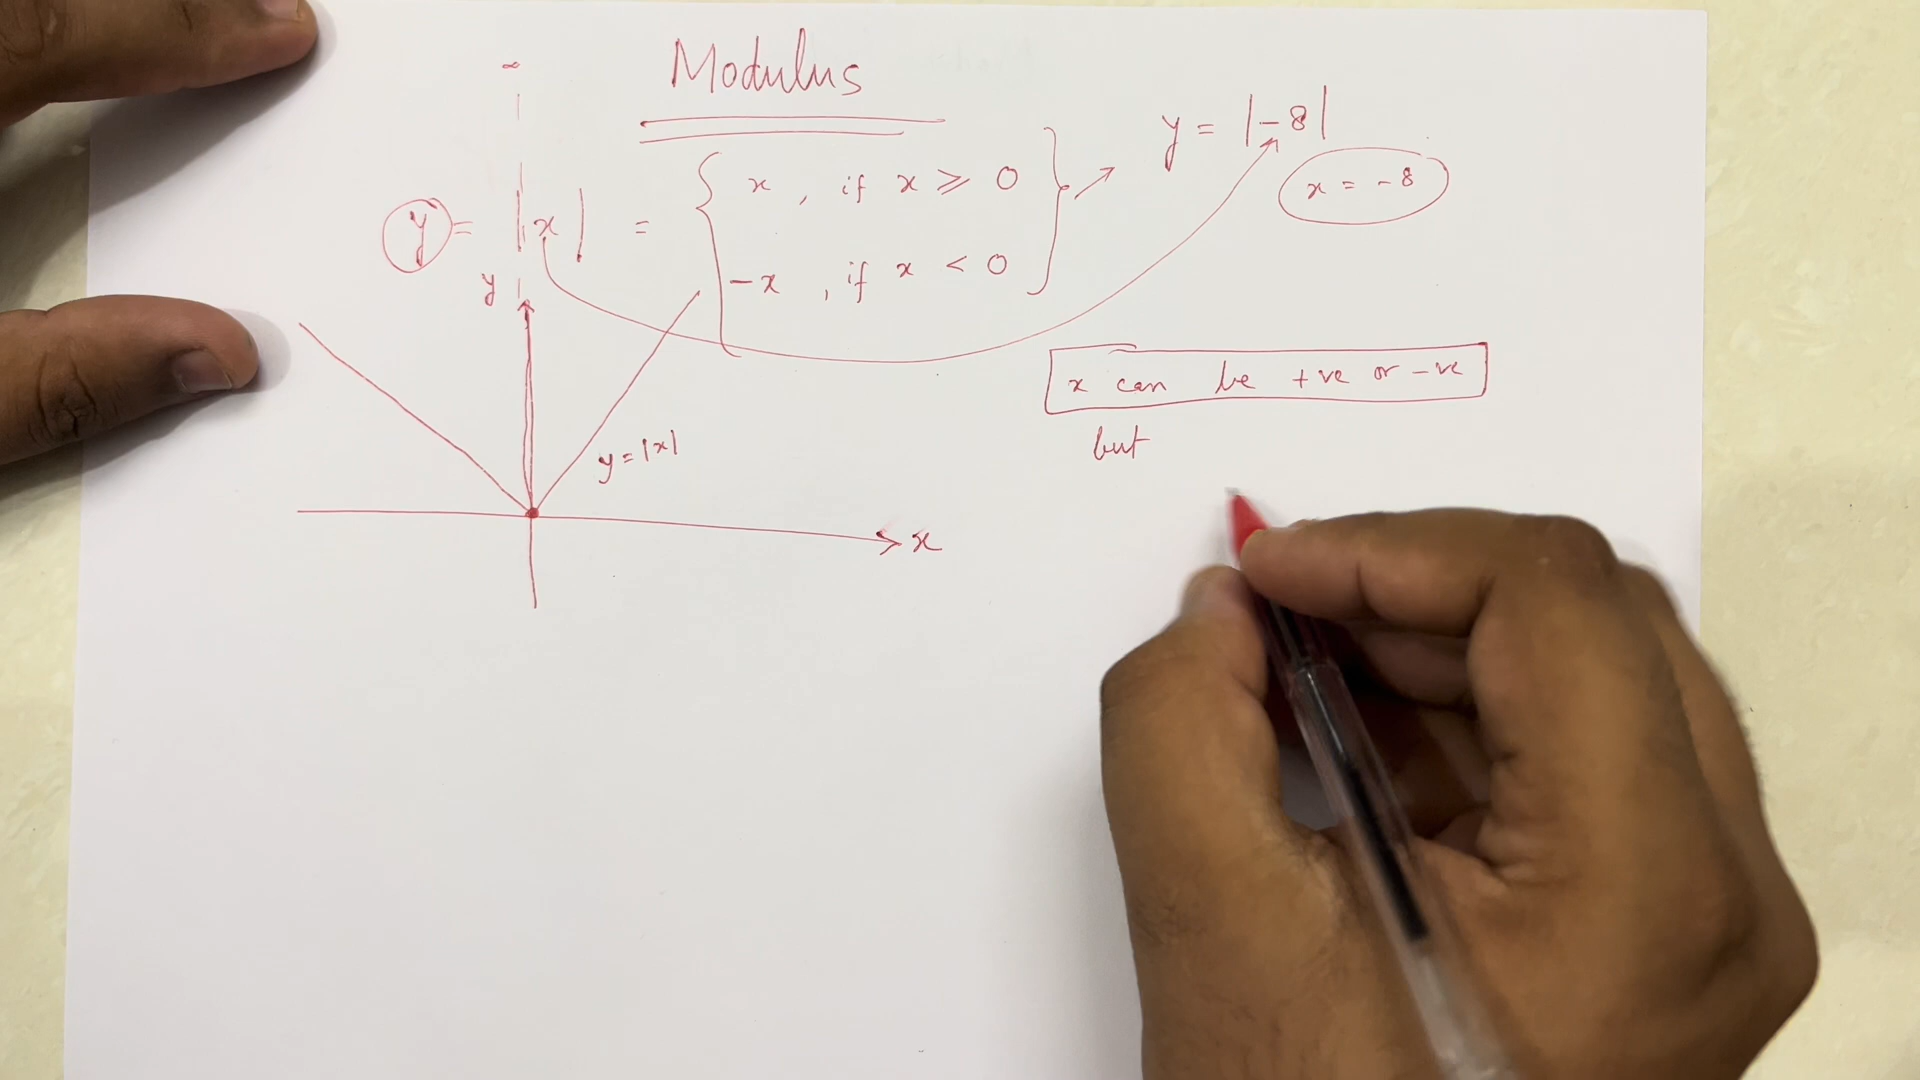 ∞
Modulus
y = |-8|
x = -8
y = |x| = { x , if x ⩾ 0
-x , if x < 0 }
y
x can be +ve or -ve
but
y = |x|
x